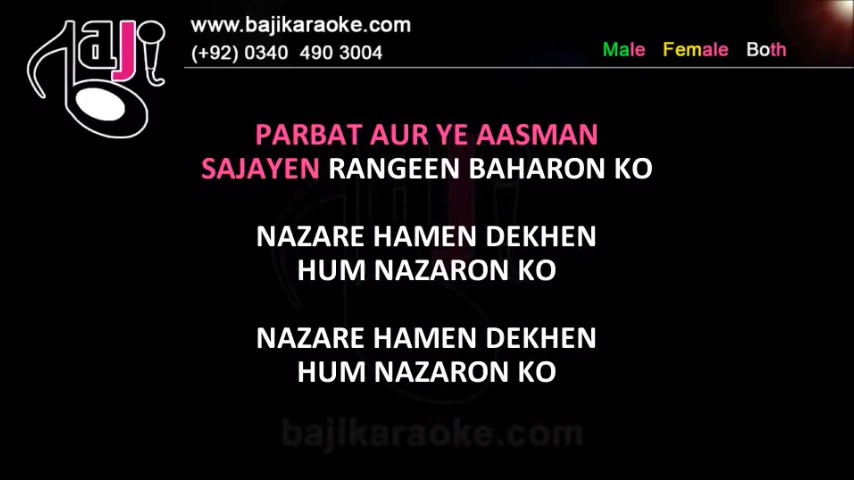 BAJI
www.bajikaraoke.com
(+92) 0340 490 3004
Male Female Both
PARBAT AUR YE AASMAN
SAJAYEN RANGEEN BAHARON KO
NAZARE HAMEN DEKHEN
HUM NAZARON KO
NAZARE HAMEN DEKHEN
HUM NAZARON KO
bajikaraoke.com